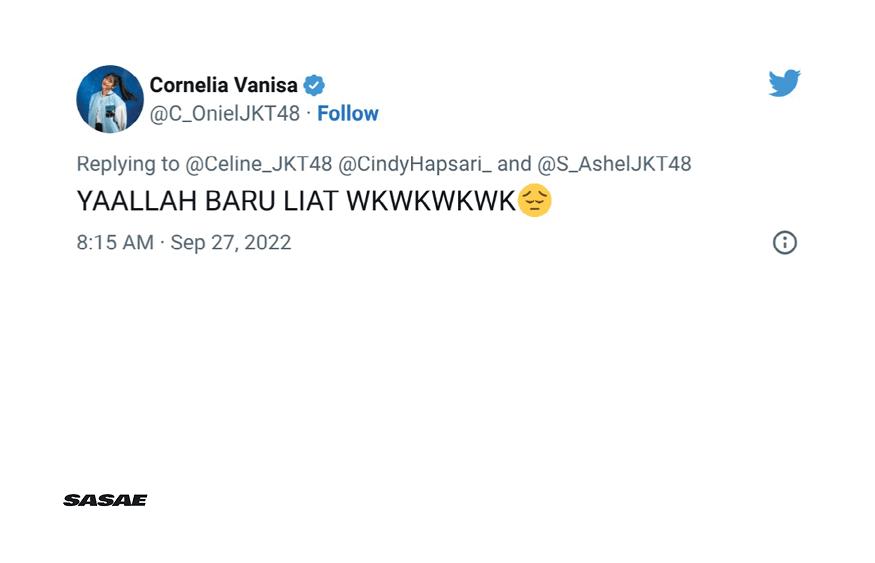 Cornelia Vanisa
@C_OnielJKT48 · Follow
Replying to @Celine_JKT48 @CindyHapsari_ and @S_AshelJKT48
YAALLAH BARU LIAT WKWKWKWK😔
8:15 AM · Sep 27, 2022
SASAE